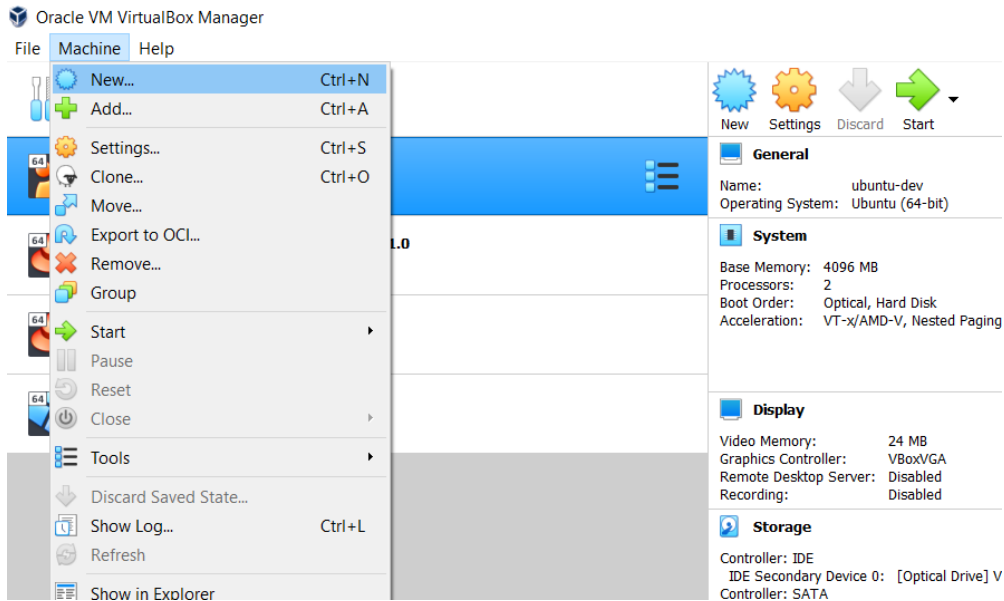 Oracle VM VirtualBox Manager
File Machine Help
New... Ctrl+N
Add... Ctrl+A
Settings... Ctrl+S
Clone... Ctrl+O
Move...
Export to OCI...
Remove...
Group
Start
Pause
Reset
Close
Tools
Discard Saved State...
Show Log... Ctrl+L
Refresh
Show in Explorer
64
64
1.0
64
64
New Settings Discard Start
General
Name: ubuntu-dev
Operating System: Ubuntu (64-bit)
System
Base Memory: 4096 MB
Processors: 2
Boot Order: Optical, Hard Disk
Acceleration: VT-x/AMD-V, Nested Paging
Display
Video Memory: 24 MB
Graphics Controller: VBoxVGA
Remote Desktop Server: Disabled
Recording: Disabled
Storage
Controller: IDE
IDE Secondary Device 0: [Optical Drive] V
Controller: SATA